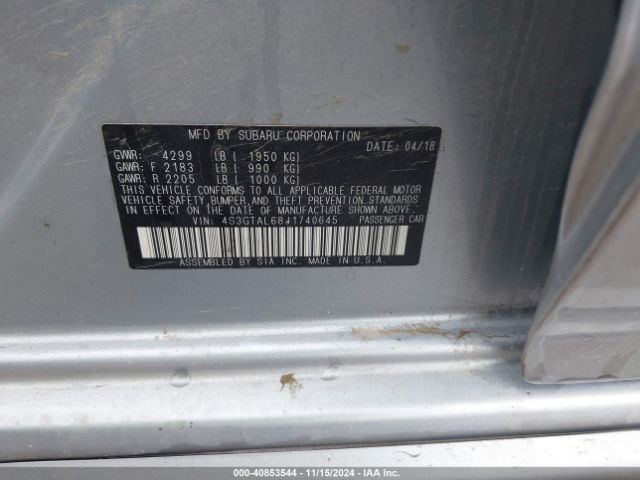 MFD BY SUBARU CORPORATION
DATE: 04/18
GVWR: 4299 LB ( 1950 KG)
GAWR: F 2183 LB ( 990 KG)
GAWR: R 2205 LB ( 1000 KG)
THIS VEHICLE CONFORMS TO ALL APPLICABLE FEDERAL MOTOR
VEHICLE SAFETY, BUMPER, AND THEFT PREVENTION STANDARDS
IN EFFECT ON THE DATE OF MANUFACTURE SHOWN ABOVE.
VIN: 4S3GTAL68J1740645 PASSENGER CAR
ASSEMBLED BY SIA INC. MADE IN U.S.A.
000-40853544 - 11/15/2024 - IAA Inc.